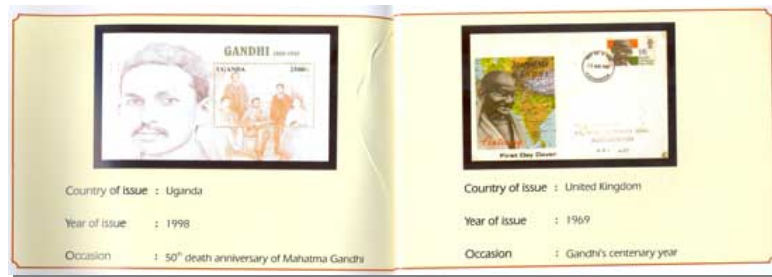 GANDHI 1869-1948
UGANDA 2500/-
Country of issue : Uganda
Year of issue : 1998
Occasion : 50th death anniversary of Mahatma Gandhi
First Day Cover
Country of issue : United Kingdom
Year of issue : 1969
Occasion : Gandhi's centenary year